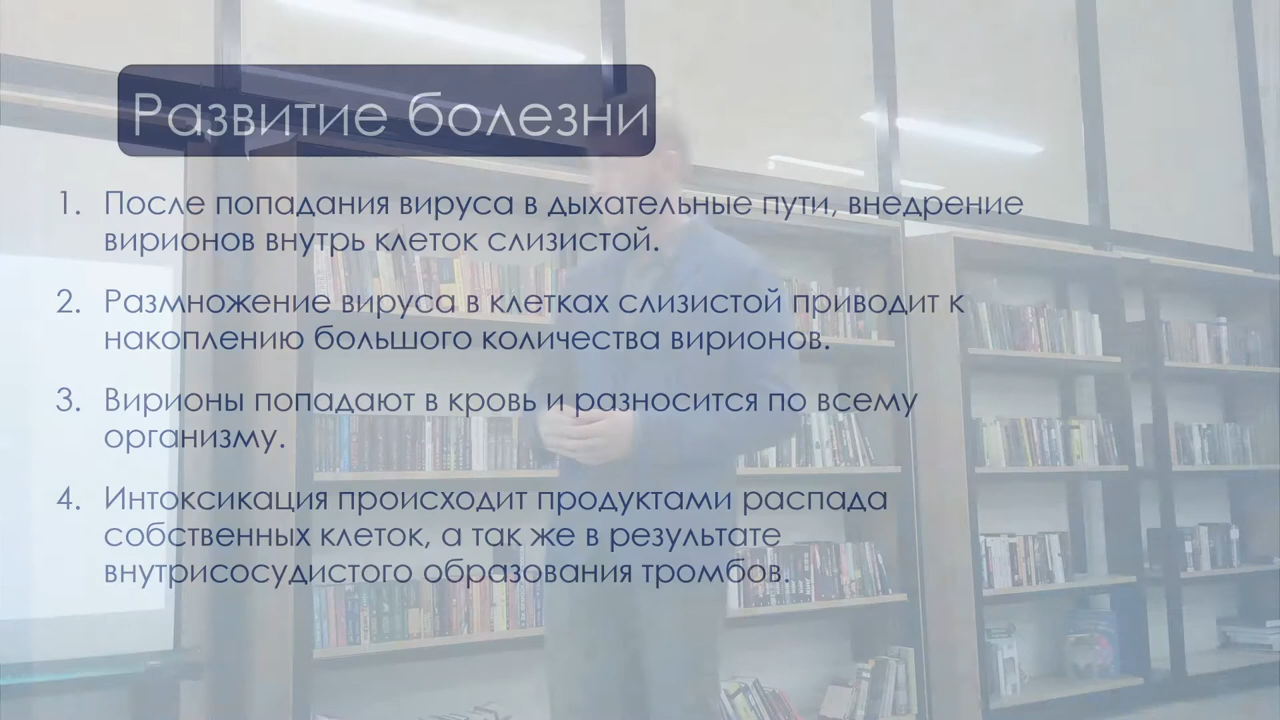 Развитие болезни
1. После попадания вируса в дыхательные пути, внедрение
вирионов внутрь клеток слизистой.
2. Размножение вируса в клетках слизистой приводит к
накоплению большого количества вирионов.
3. Вирионы попадают в кровь и разносится по всему
организму.
4. Интоксикация происходит продуктами распада
собственных клеток, а так же в результате
внутрисосудистого образования тромбов.